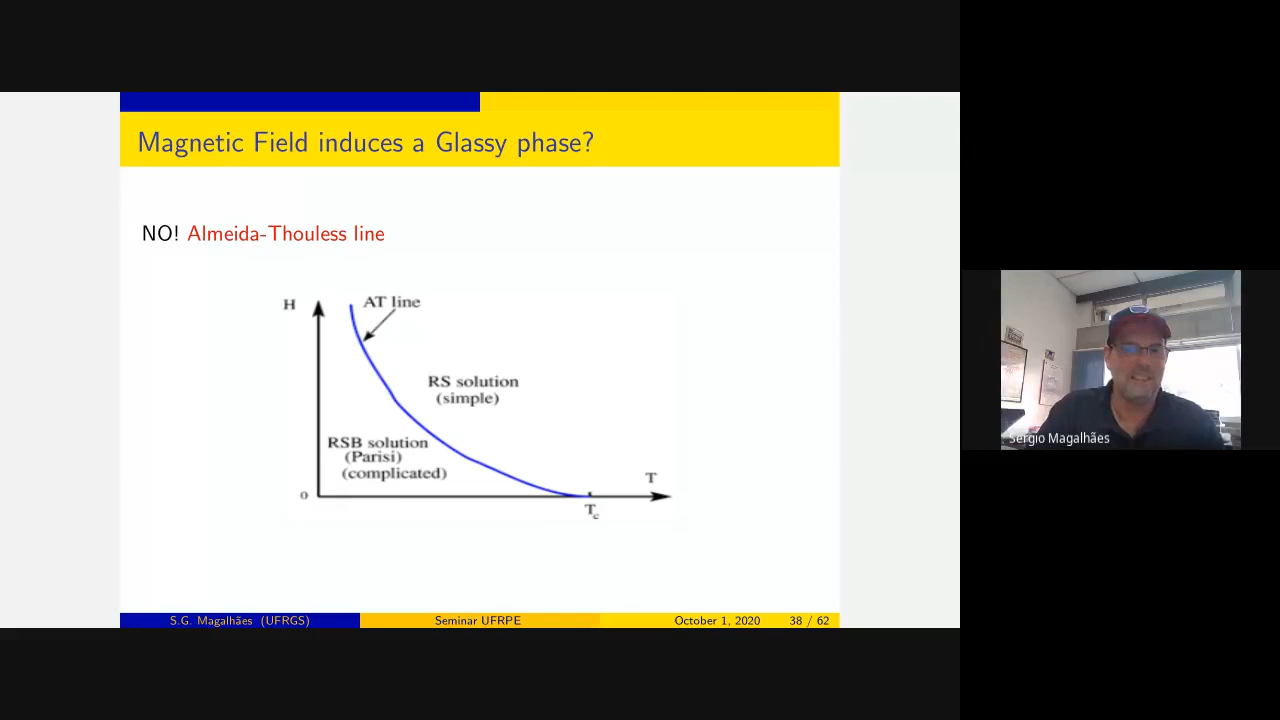 Magnetic Field induces a Glassy phase?
NO! Almeida-Thouless line
H
AT line
RS solution
(simple)
RSB solution
(Parisi)
(complicated)
T
0
Tc
S.G. Magalhães (UFRGS)
Seminar UFRPE
October 1, 2020
38 / 62
Sérgio Magalhães